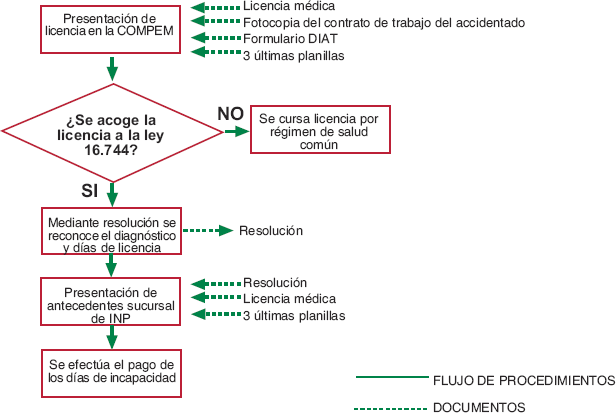 Presentación de
licencia en la COMPEM
Licencia médica
Fotocopia del contrato de trabajo del accidentado
Formulario DIAT
3 últimas planillas
¿Se acoge la
licencia a la ley
16.744?
NO
Se cursa licencia por
régimen de salud
común
SI
Mediante resolución se
reconoce el diagnóstico
y días de licencia
Resolución
Presentación de
antecedentes sucursal
de INP
Resolución
Licencia médica
3 últimas planillas
Se efectúa el pago de
los días de incapacidad
FLUJO DE PROCEDIMIENTOS
DOCUMENTOS